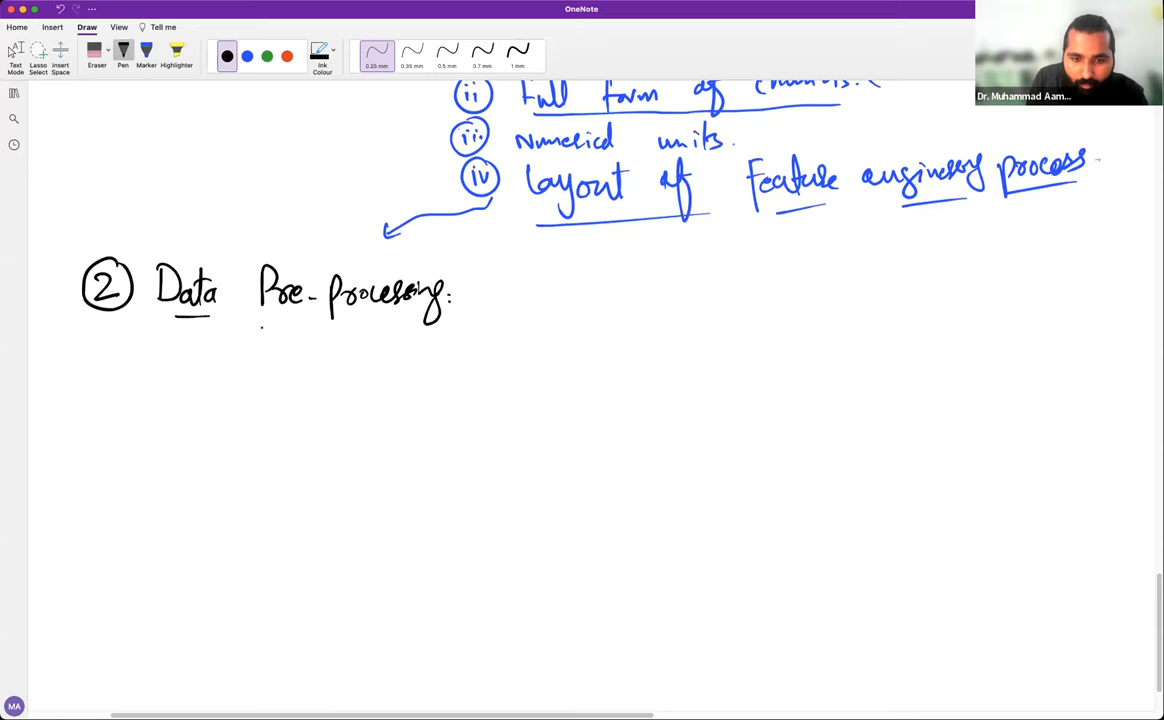 OneNote
Home Insert Draw View Tell me
Text Mode Lasso Select Insert Space Eraser Pen Marker Highlighter Ink Colour 0.25 mm 0.35 mm 0.5 mm 0.7 mm 1 mm
Dr. Muhammad Aam...
ii Full form of
iii Numerical units.
iv Layout of Feature engineering process
2 Data Pre-processing:
MA